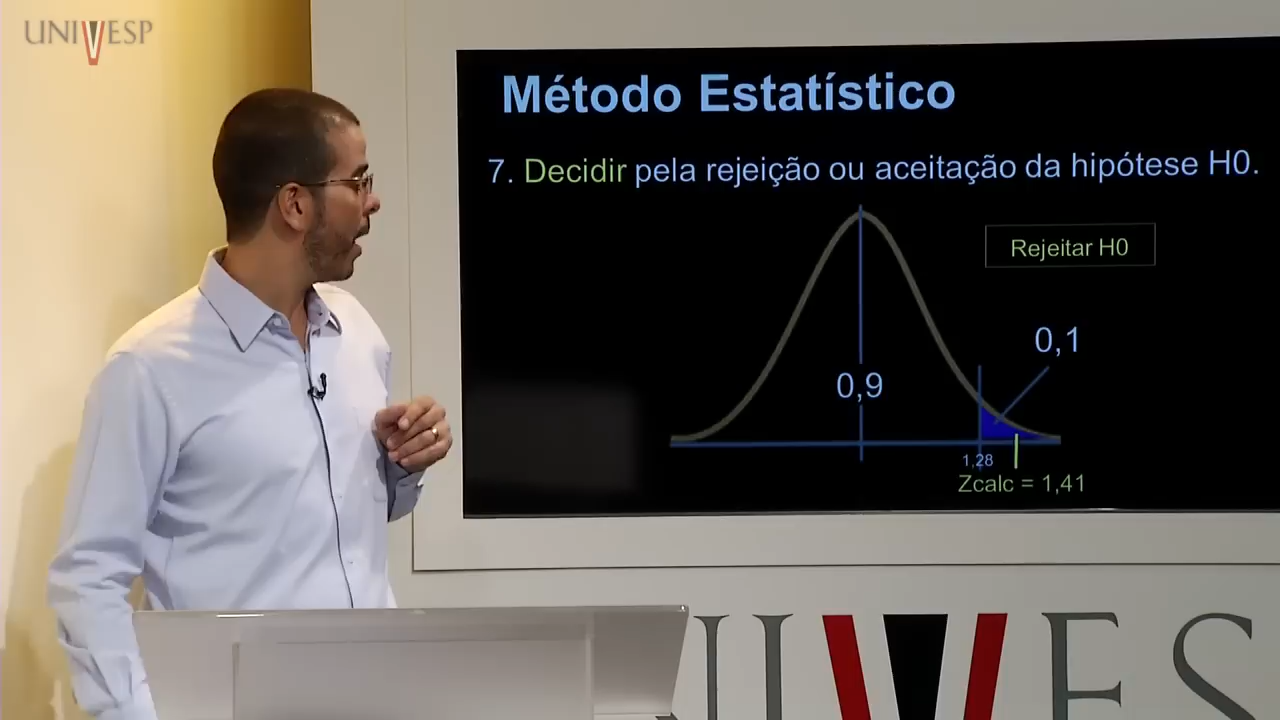 UNIVESP
Método Estatístico
7. Decidir pela rejeição ou aceitação da hipótese H0.
Rejeitar H0
0,1
0,9
1,28
Zcalc = 1,41
UNIVES